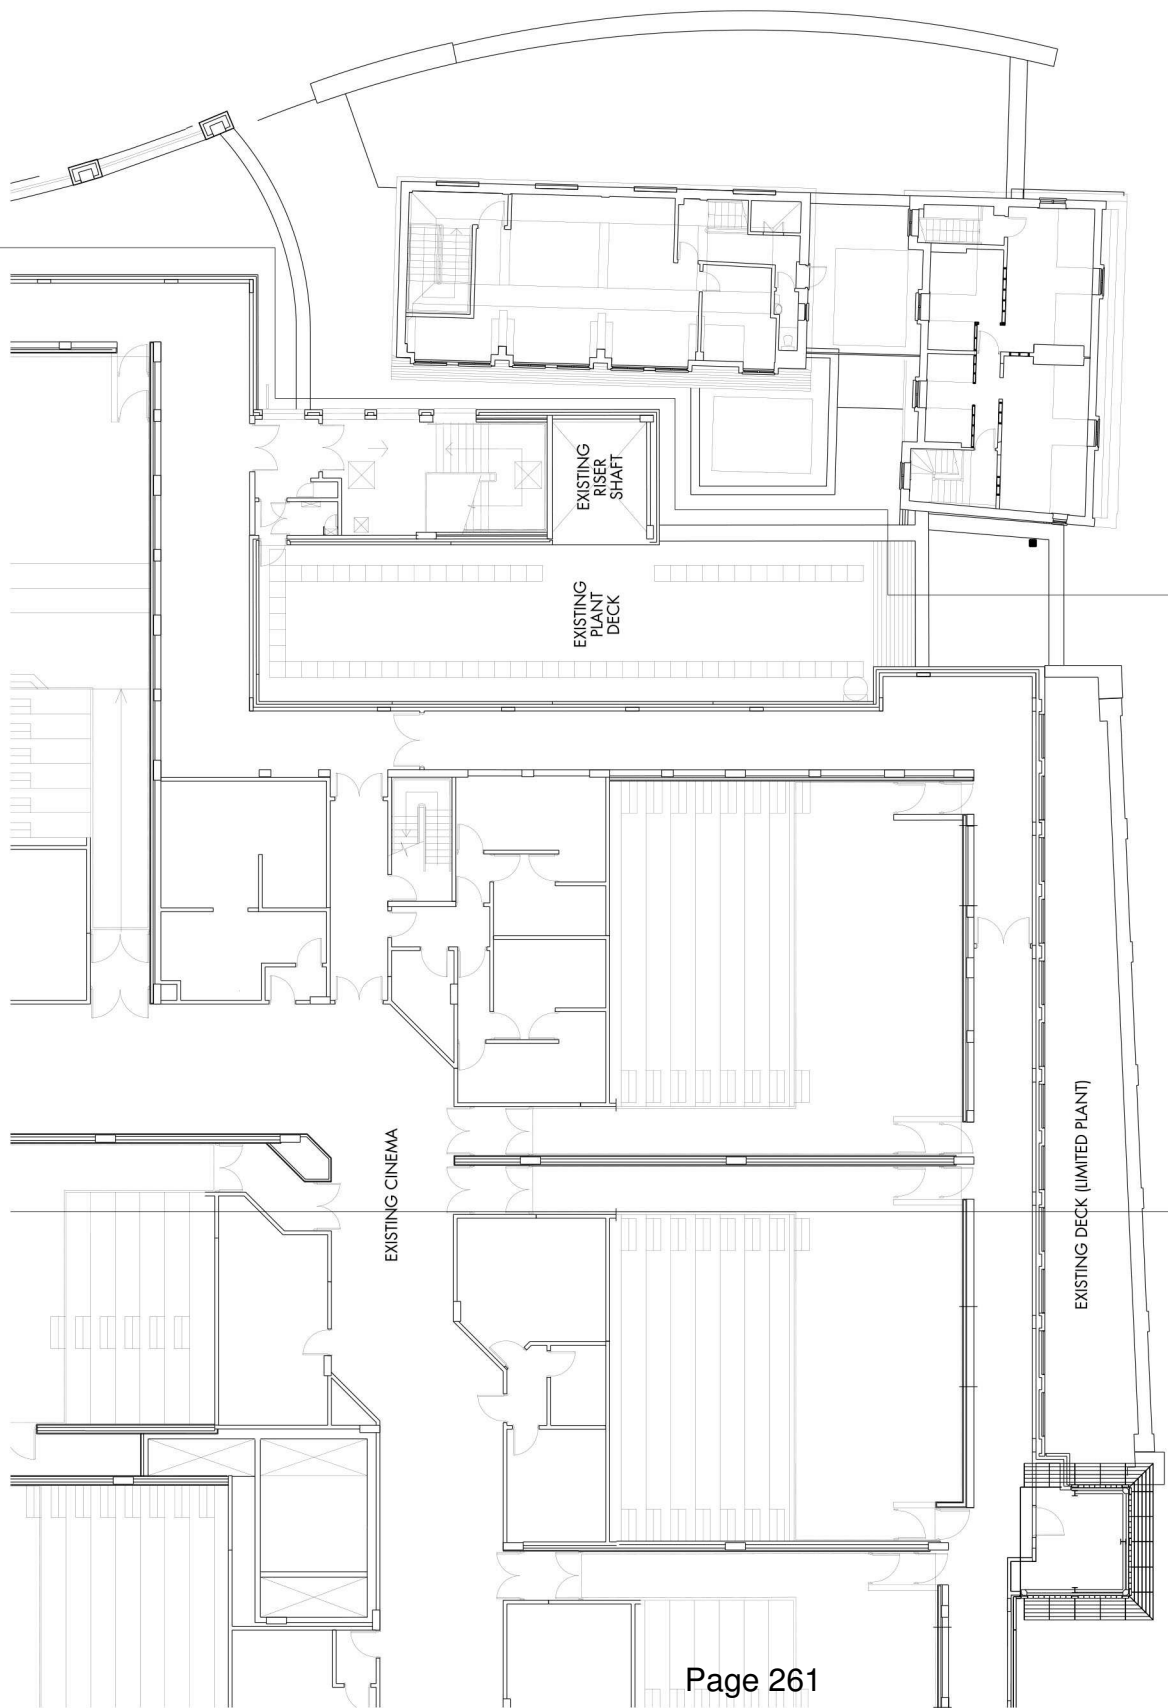 EXISTING
RISER
SHAFT
EXISTING
PLANT
DECK
EXISTING CINEMA
EXISTING DECK (LIMITED PLANT)
Page 261